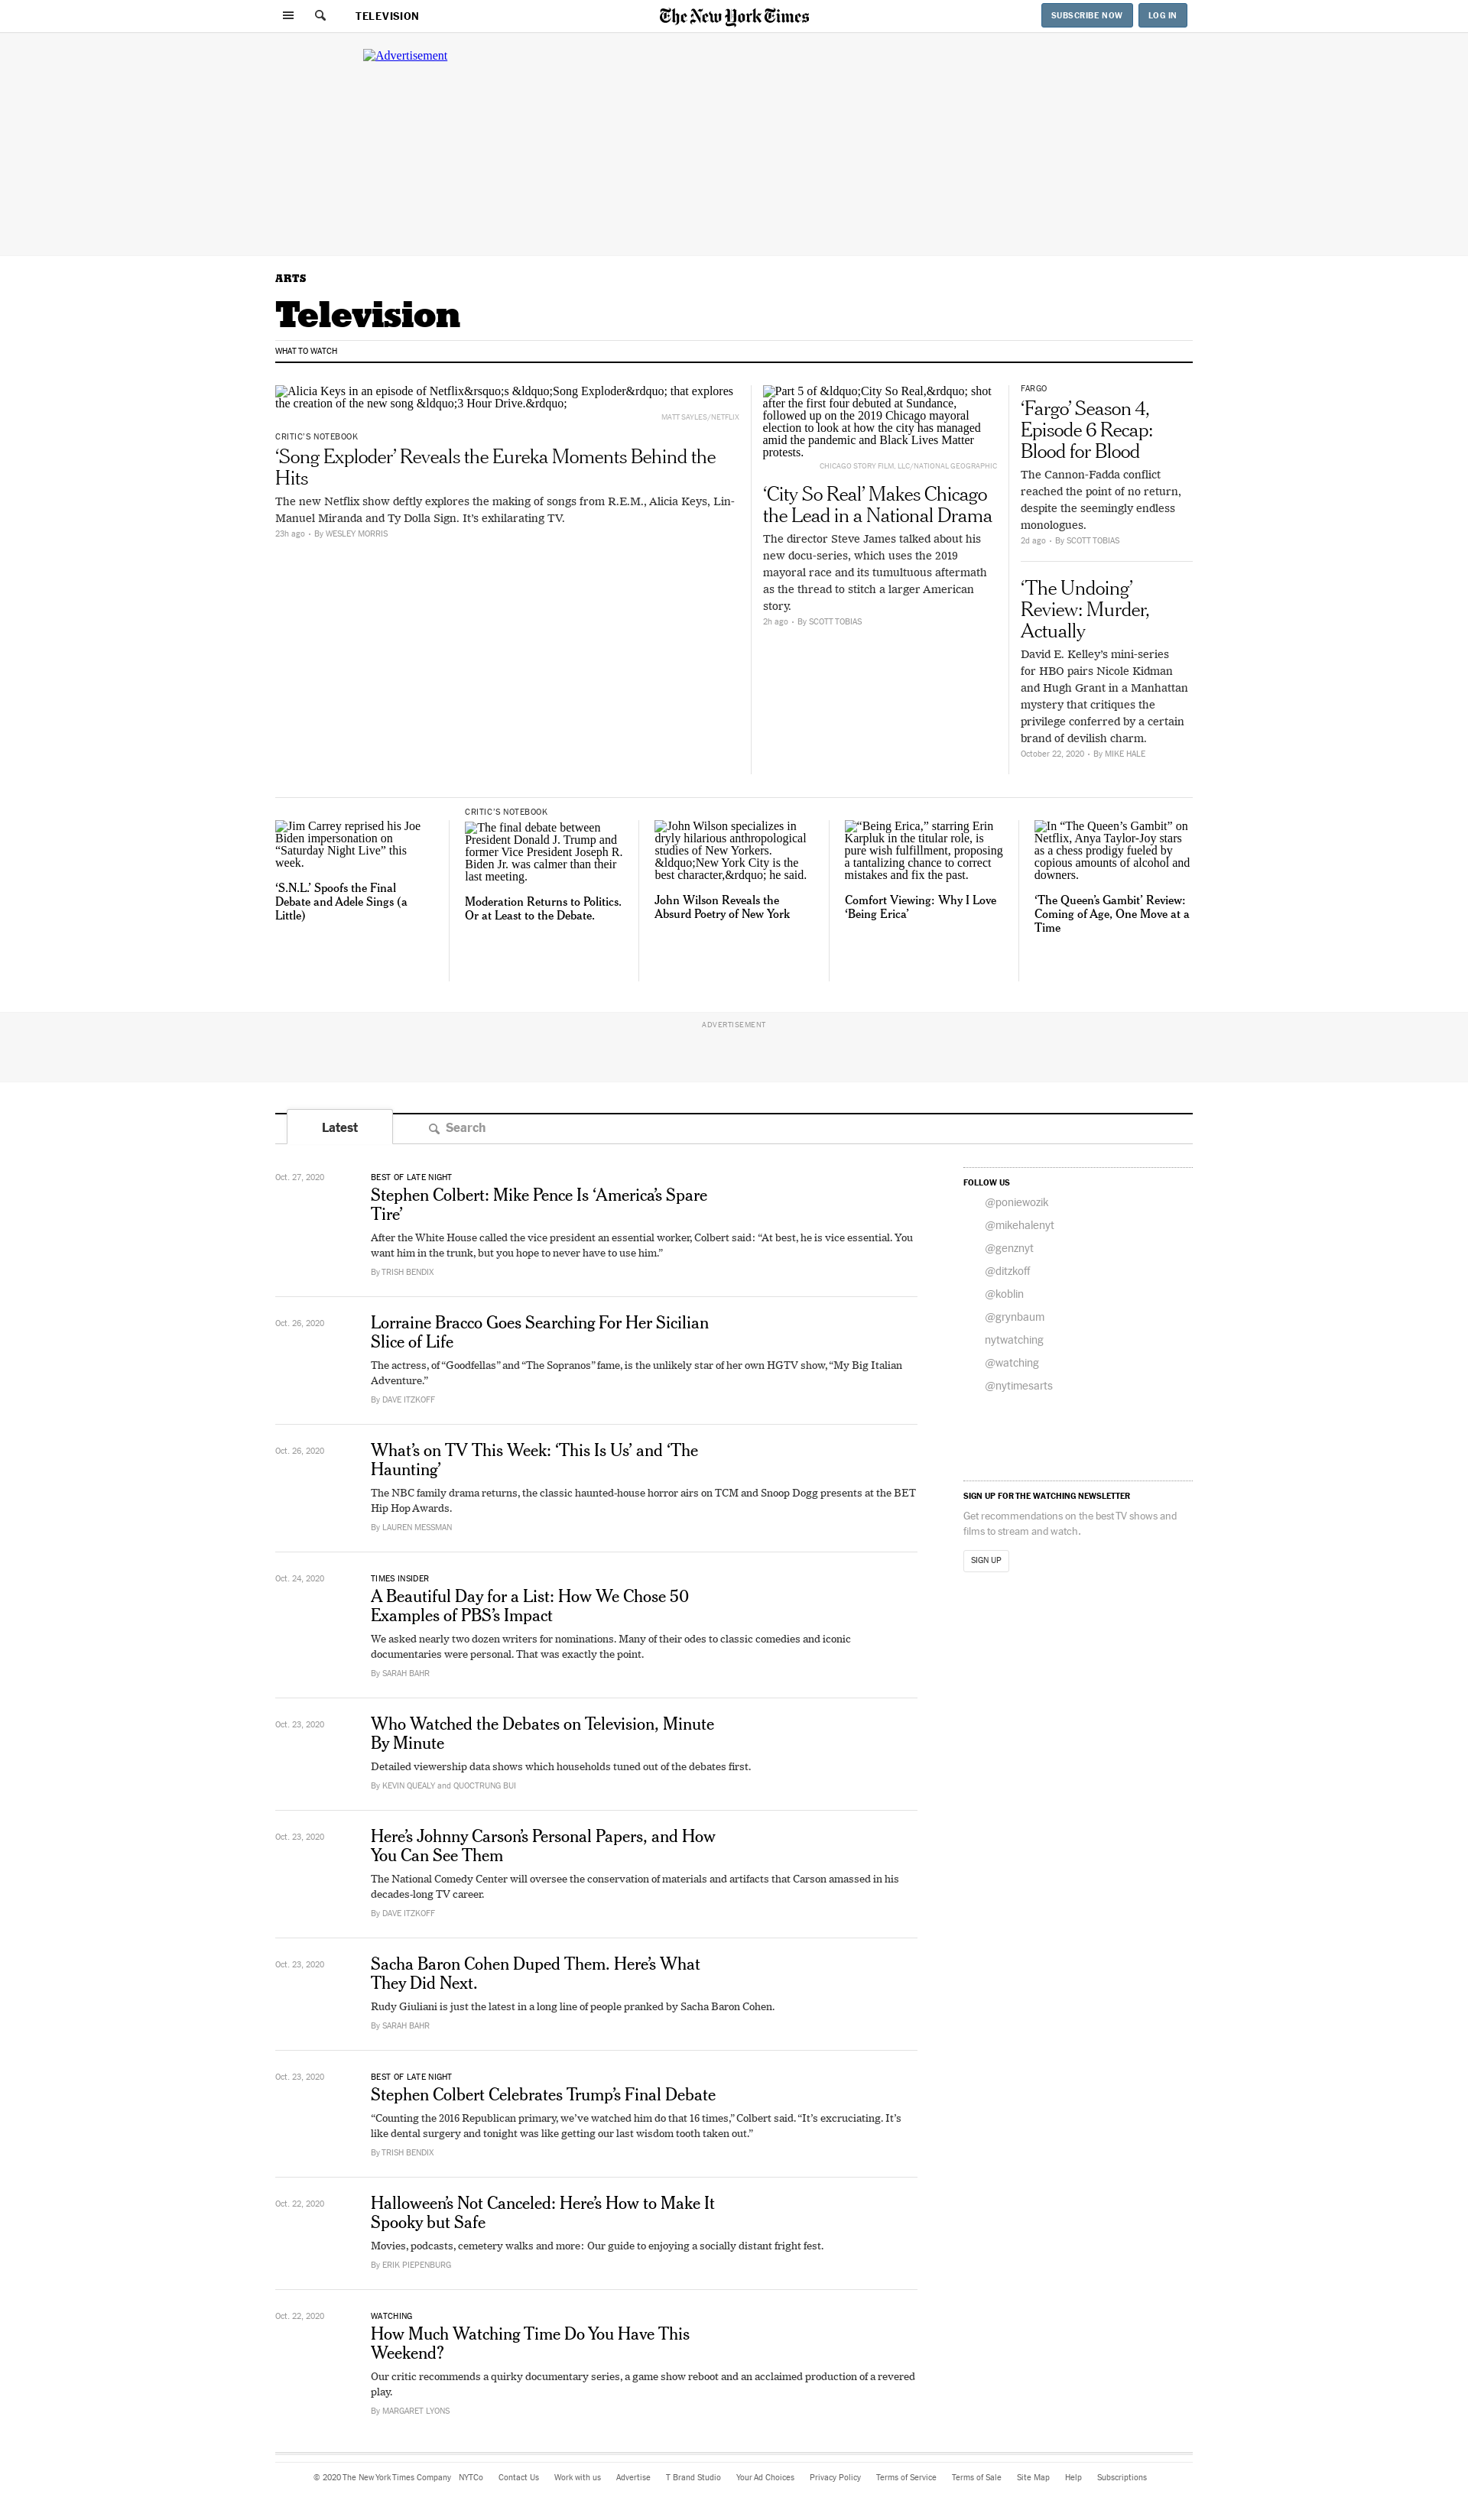 TELEVISION
The New York Times
SUBSCRIBE NOW
LOG IN
Advertisement
ARTS
Television
WHAT TO WATCH
Alicia Keys in an episode of Netflix&rsquo;s &ldquo;Song Exploder&rdquo; that explores
the creation of the new song &ldquo;3 Hour Drive.&rdquo;
MATT SAYLES/NETFLIX
CRITIC'S NOTEBOOK
‘Song Exploder’ Reveals the Eureka Moments Behind the
Hits
The new Netflix show deftly explores the making of songs from R.E.M., Alicia Keys, Lin-
Manuel Miranda and Ty Dolla Sign. It’s exhilarating TV.
23h ago • By WESLEY MORRIS
Part 5 of &ldquo;City So Real,&rdquo; shot
after the first four debuted at Sundance,
followed up on the 2019 Chicago mayoral
election to look at how the city has managed
amid the pandemic and Black Lives Matter
protests.
CHICAGO STORY FILM, LLC/NATIONAL GEOGRAPHIC
‘City So Real’ Makes Chicago
the Lead in a National Drama
The director Steve James talked about his
new docu-series, which uses the 2019
mayoral race and its tumultuous aftermath
as the thread to stitch a larger American
story.
2h ago • By SCOTT TOBIAS
FARGO
‘Fargo’ Season 4,
Episode 6 Recap:
Blood for Blood
The Cannon-Fadda conflict
reached the point of no return,
despite the seemingly endless
monologues.
2d ago • By SCOTT TOBIAS
‘The Undoing’
Review: Murder,
Actually
David E. Kelley’s mini-series
for HBO pairs Nicole Kidman
and Hugh Grant in a Manhattan
mystery that critiques the
privilege conferred by a certain
brand of devilish charm.
October 22, 2020 • By MIKE HALE
Jim Carrey reprised his Joe
Biden impersonation on
“Saturday Night Live” this
week.
‘S.N.L.’ Spoofs the Final
Debate and Adele Sings (a
Little)
CRITIC'S NOTEBOOK
The final debate between
President Donald J. Trump and
former Vice President Joseph R.
Biden Jr. was calmer than their
last meeting.
Moderation Returns to Politics.
Or at Least to the Debate.
John Wilson specializes in
dryly hilarious anthropological
studies of New Yorkers.
&ldquo;New York City is the
best character,&rdquo; he said.
John Wilson Reveals the
Absurd Poetry of New York
“Being Erica,” starring Erin
Karpluk in the titular role, is
pure wish fulfillment, proposing
a tantalizing chance to correct
mistakes and fix the past.
Comfort Viewing: Why I Love
‘Being Erica’
In “The Queen’s Gambit” on
Netflix, Anya Taylor-Joy stars
as a chess prodigy fueled by
copious amounts of alcohol and
downers.
‘The Queen’s Gambit’ Review:
Coming of Age, One Move at a
Time
ADVERTISEMENT
Latest
Search
Oct. 27, 2020
BEST OF LATE NIGHT
Stephen Colbert: Mike Pence Is ‘America’s Spare
Tire’
After the White House called the vice president an essential worker, Colbert said: “At best, he is vice essential. You
want him in the trunk, but you hope to never have to use him.”
By TRISH BENDIX
Oct. 26, 2020
Lorraine Bracco Goes Searching For Her Sicilian
Slice of Life
The actress, of “Goodfellas” and “The Sopranos” fame, is the unlikely star of her own HGTV show, “My Big Italian
Adventure.”
By DAVE ITZKOFF
Oct. 26, 2020
What’s on TV This Week: ‘This Is Us’ and ‘The
Haunting’
The NBC family drama returns, the classic haunted-house horror airs on TCM and Snoop Dogg presents at the BET
Hip Hop Awards.
By LAUREN MESSMAN
Oct. 24, 2020
TIMES INSIDER
A Beautiful Day for a List: How We Chose 50
Examples of PBS’s Impact
We asked nearly two dozen writers for nominations. Many of their odes to classic comedies and iconic
documentaries were personal. That was exactly the point.
By SARAH BAHR
Oct. 23, 2020
Who Watched the Debates on Television, Minute
By Minute
Detailed viewership data shows which households tuned out of the debates first.
By KEVIN QUEALY and QUOCTRUNG BUI
Oct. 23, 2020
Here’s Johnny Carson’s Personal Papers, and How
You Can See Them
The National Comedy Center will oversee the conservation of materials and artifacts that Carson amassed in his
decades-long TV career.
By DAVE ITZKOFF
Oct. 23, 2020
Sacha Baron Cohen Duped Them. Here’s What
They Did Next.
Rudy Giuliani is just the latest in a long line of people pranked by Sacha Baron Cohen.
By SARAH BAHR
Oct. 23, 2020
BEST OF LATE NIGHT
Stephen Colbert Celebrates Trump’s Final Debate
“Counting the 2016 Republican primary, we’ve watched him do that 16 times,” Colbert said. “It’s excruciating. It’s
like dental surgery and tonight was like getting our last wisdom tooth taken out.”
By TRISH BENDIX
Oct. 22, 2020
Halloween’s Not Canceled: Here’s How to Make It
Spooky but Safe
Movies, podcasts, cemetery walks and more: Our guide to enjoying a socially distant fright fest.
By ERIK PIEPENBURG
Oct. 22, 2020
WATCHING
How Much Watching Time Do You Have This
Weekend?
Our critic recommends a quirky documentary series, a game show reboot and an acclaimed production of a revered
play.
By MARGARET LYONS
FOLLOW US
@poniewozik
@mikehalenyt
@genznyt
@ditzkoff
@koblin
@grynbaum
nytwatching
@watching
@nytimesarts
SIGN UP FOR THE WATCHING NEWSLETTER
Get recommendations on the best TV shows and
films to stream and watch.
SIGN UP
© 2020 The New York Times Company NYTCo Contact Us Work with us Advertise T Brand Studio Your Ad Choices Privacy Policy Terms of Service Terms of Sale Site Map Help Subscriptions